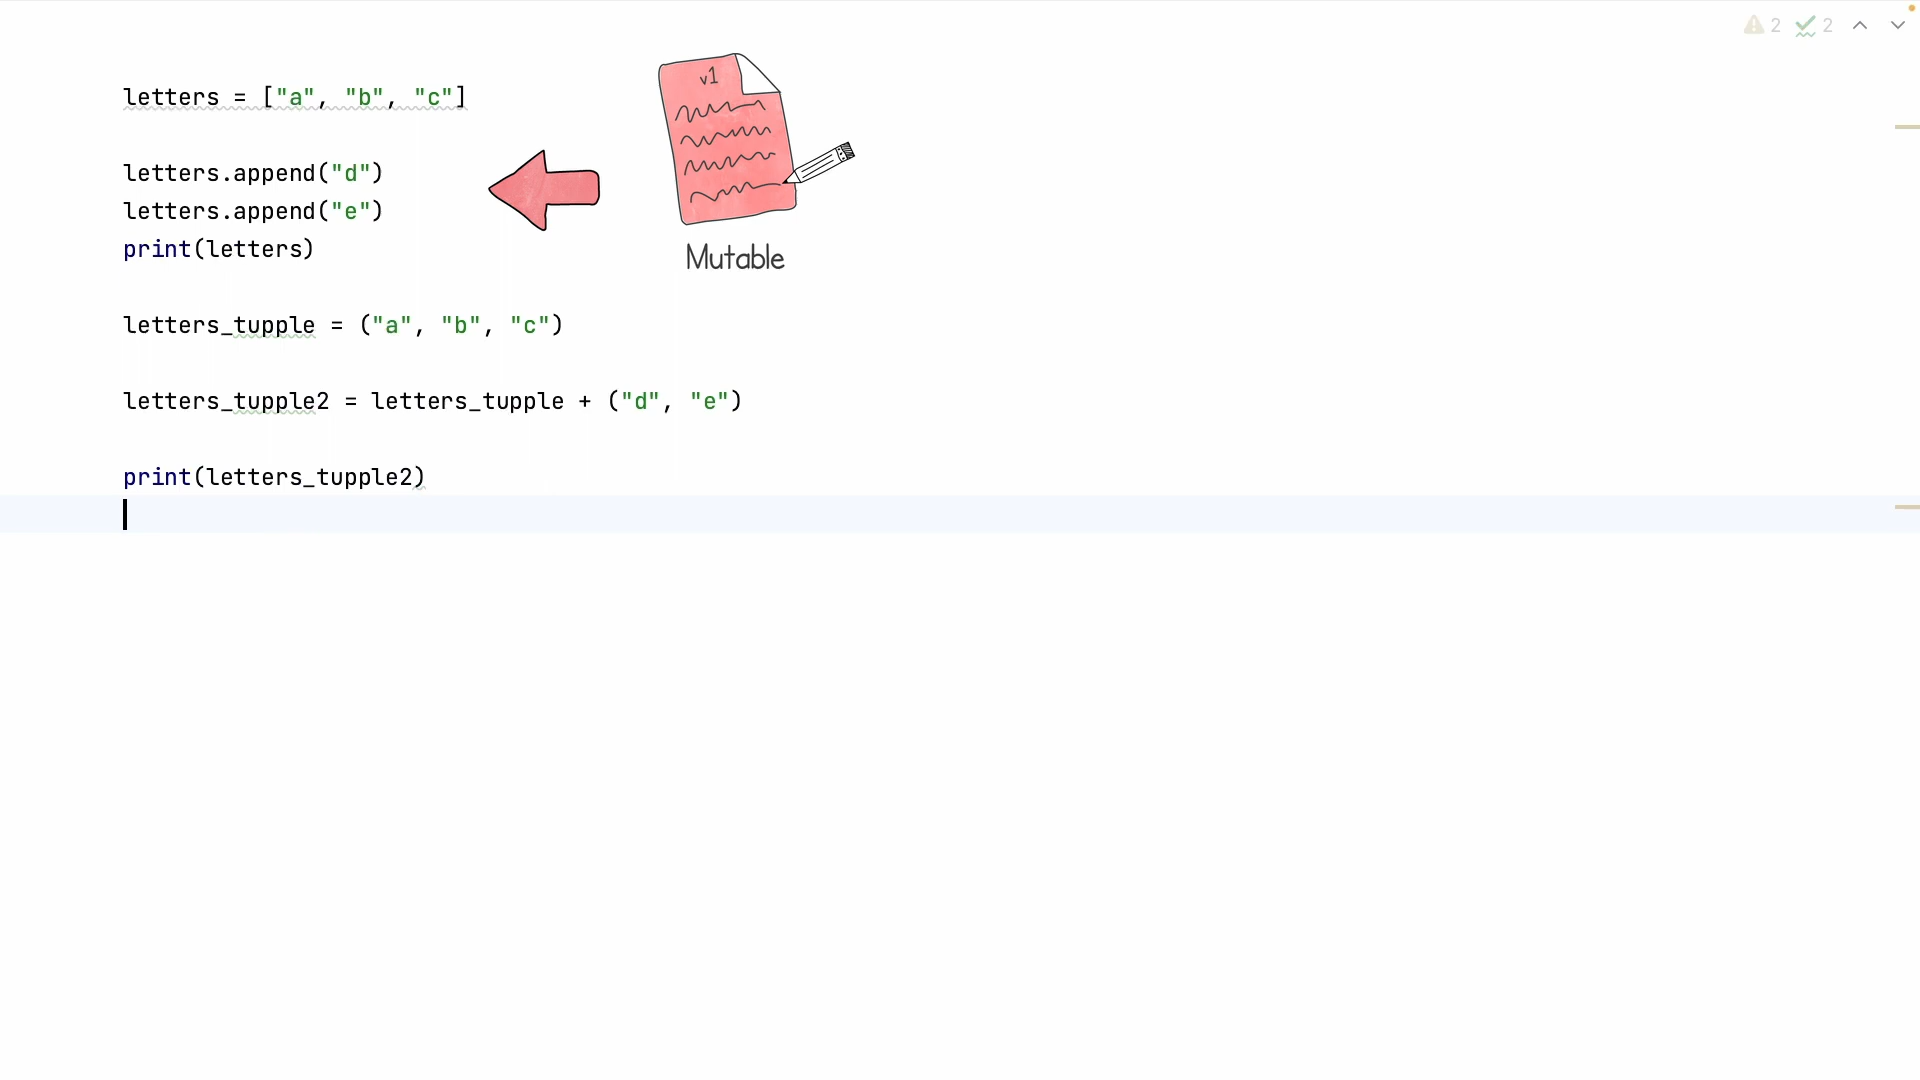 2 2
v1
letters = ["a", "b", "c"]
letters.append("d")
letters.append("e")
print(letters)
Mutable
letters_tupple = ("a", "b", "c")
letters_tupple2 = letters_tupple + ("d", "e")
print(letters_tupple2)